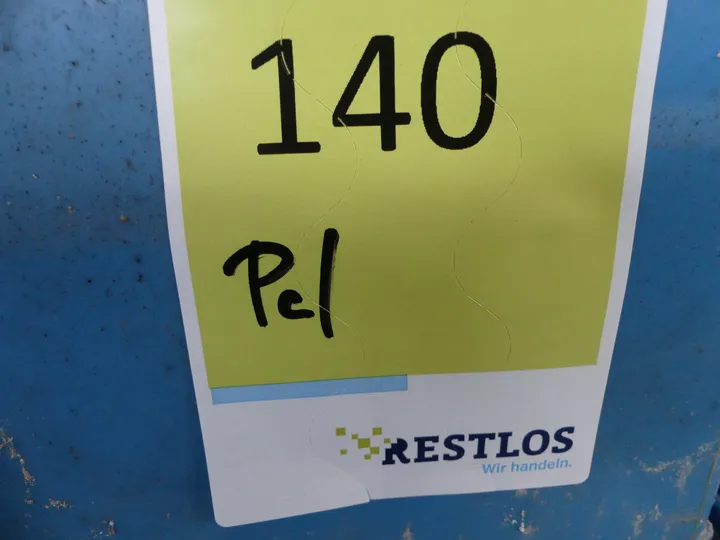 140
Pel
RESTLOS
Wir handeln.